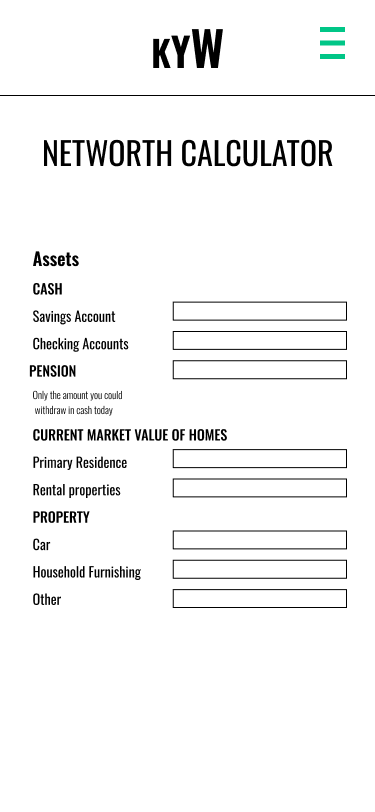 KYW
NETWORTH CALCULATOR
Assets
CASH
Savings Account
Checking Accounts
PENSION
Only the amount you could
withdraw in cash today
CURRENT MARKET VALUE OF HOMES
Primary Residence
Rental properties
PROPERTY
Car
Household Furnishing
Other